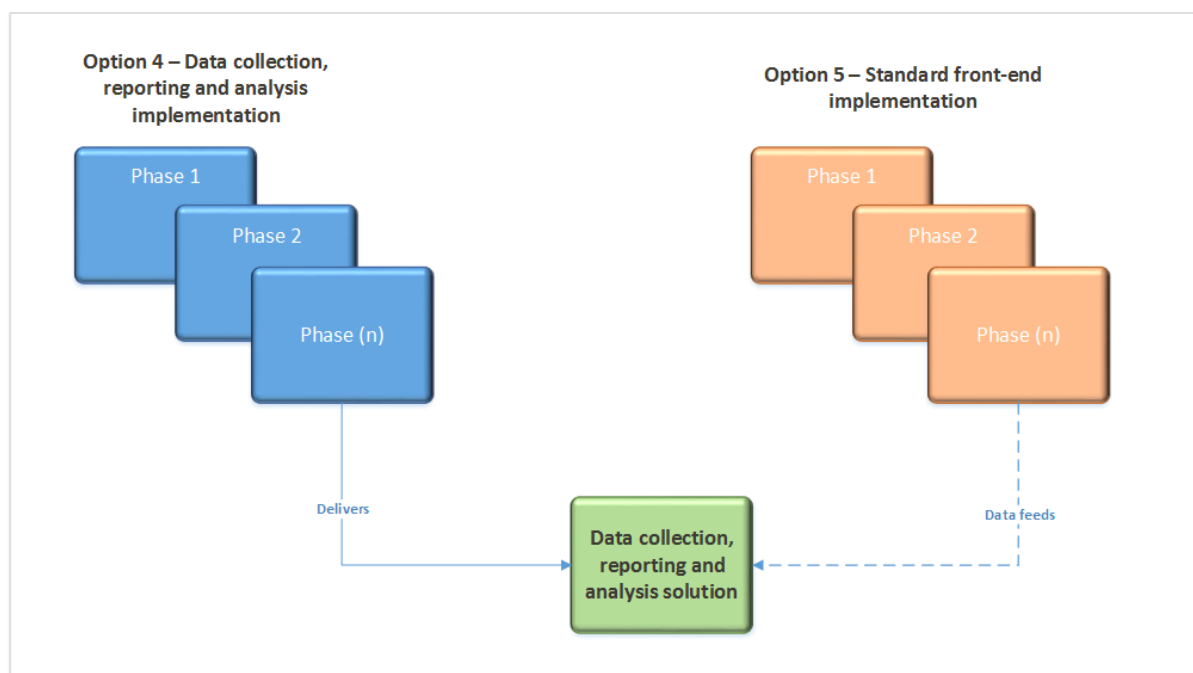 Option 4 – Data collection,
reporting and analysis
implementation
Phase 1
Phase 2
Phase (n)
Delivers
Option 5 – Standard front-end
implementation
Phase 1
Phase 2
Phase (n)
Data feeds
Data collection,
reporting and
analysis solution